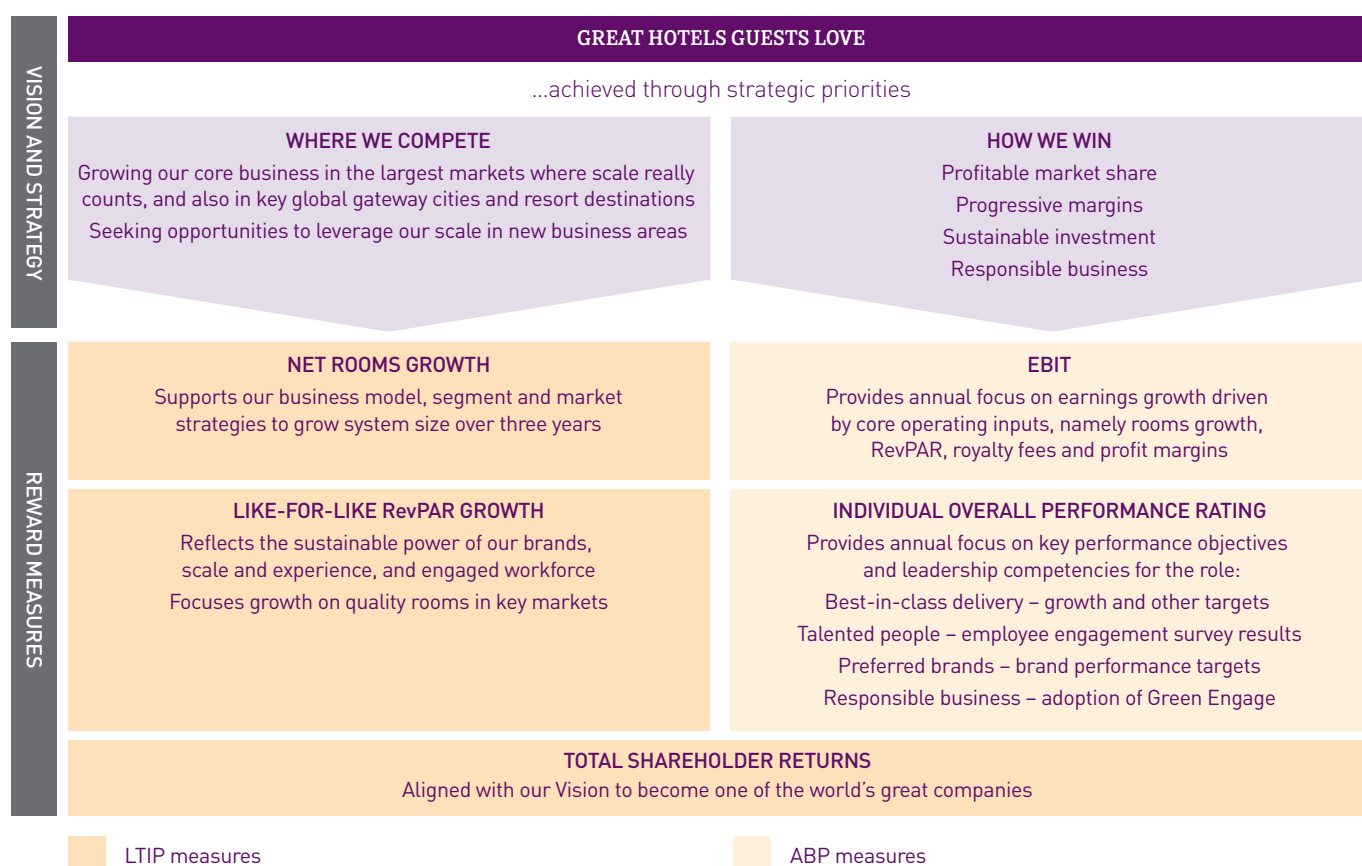 VISION AND STRATEGY
GREAT HOTELS GUESTS LOVE
...achieved through strategic priorities
WHERE WE COMPETE
Growing our core business in the largest markets where scale really
counts, and also in key global gateway cities and resort destinations
Seeking opportunities to leverage our scale in new business areas
HOW WE WIN
Profitable market share
Progressive margins
Sustainable investment
Responsible business
REWARD MEASURES
NET ROOMS GROWTH
Supports our business model, segment and market
strategies to grow system size over three years
EBIT
Provides annual focus on earnings growth driven
by core operating inputs, namely rooms growth,
RevPAR, royalty fees and profit margins
LIKE-FOR-LIKE RevPAR GROWTH
Reflects the sustainable power of our brands,
scale and experience, and engaged workforce
Focuses growth on quality rooms in key markets
INDIVIDUAL OVERALL PERFORMANCE RATING
Provides annual focus on key performance objectives
and leadership competencies for the role:
Best-in-class delivery – growth and other targets
Talented people – employee engagement survey results
Preferred brands – brand performance targets
Responsible business – adoption of Green Engage
TOTAL SHAREHOLDER RETURNS
Aligned with our Vision to become one of the world's great companies
LTIP measures
ABP measures